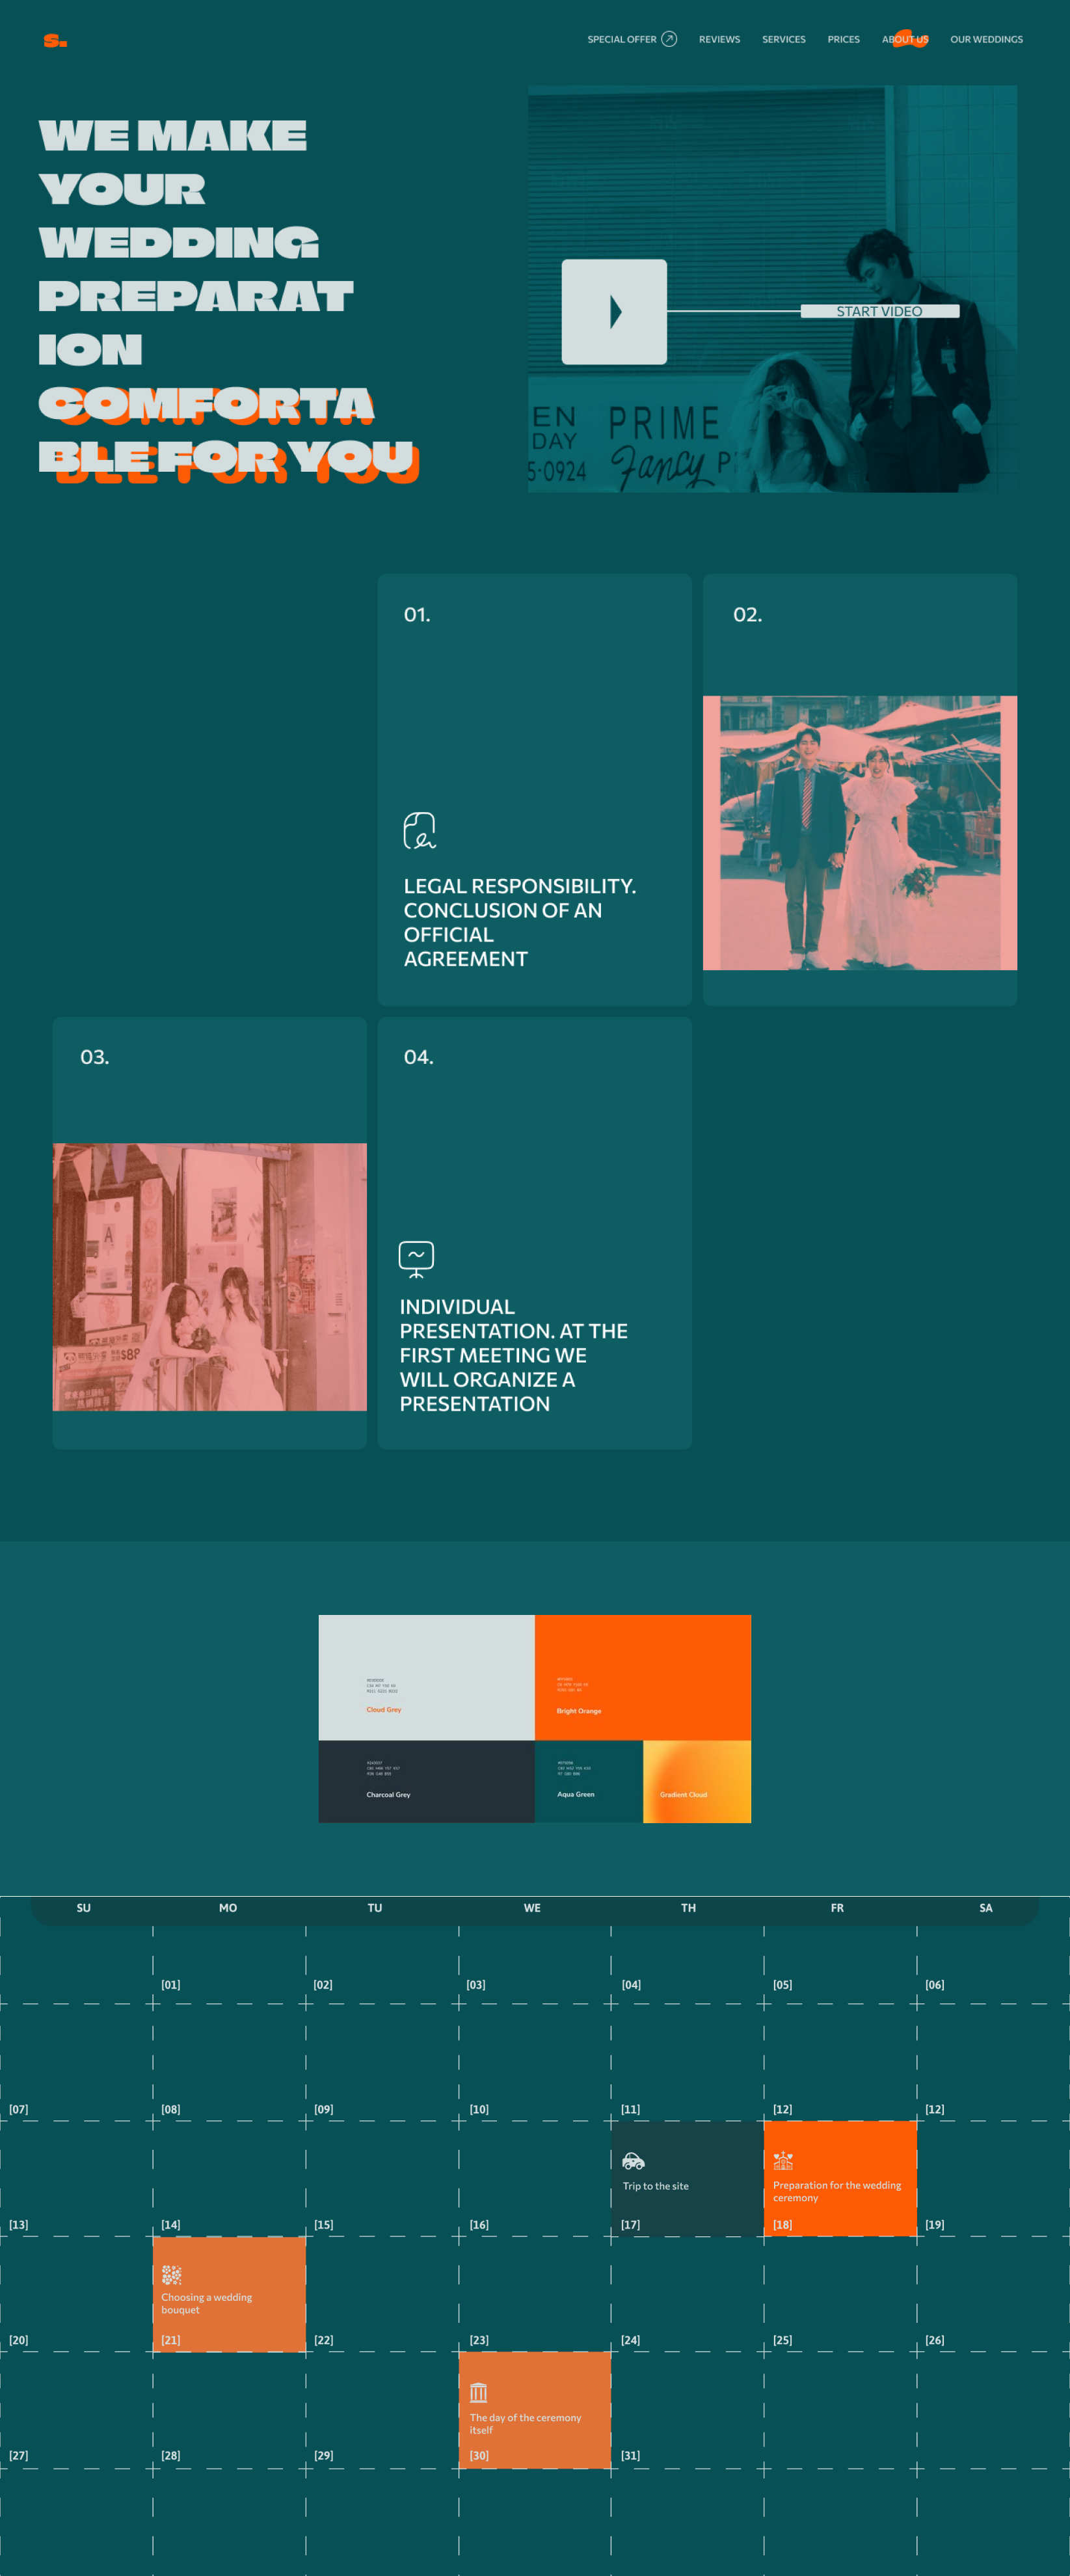 s.
SPECIAL OFFER
REVIEWS
SERVICES
PRICES
ABOUT US
OUR WEDDINGS
WE MAKE
YOUR
WEDDING
PREPARAT
ION
COMFORTA
BLE FOR YOU
START VIDEO
EN
DAY
5-0924
PRIME
Fancy P
01.
LEGAL RESPONSIBILITY.
CONCLUSION OF AN
OFFICIAL
AGREEMENT
02.
03.
A
04.
INDIVIDUAL
PRESENTATION. AT THE
FIRST MEETING WE
WILL ORGANIZE A
PRESENTATION
Cloud Grey
Bright Orange
Charcoal Grey
Aqua Green
Gradient Cloud
SU
MO
TU
WE
TH
FR
SA
[01]
[02]
[03]
[04]
[05]
[06]
[07]
[08]
[09]
[10]
[11]
[12]
[12]
Trip to the site
Preparation for the wedding
ceremony
[13]
[14]
[15]
[16]
[17]
[18]
[19]
Choosing a wedding
bouquet
[20]
[21]
[22]
[23]
[24]
[25]
[26]
The day of the ceremony
itself
[27]
[28]
[29]
[30]
[31]